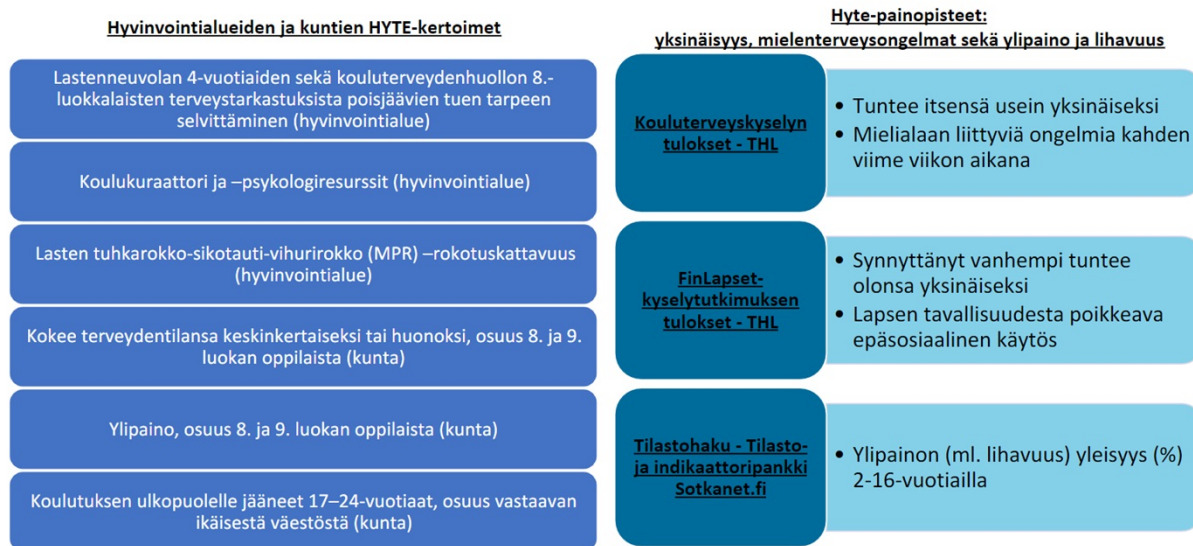 Hyvinvointialueiden ja kuntien HYTE-kertoimet
Lastenneuvolan 4-vuotiaiden sekä kouluterveydenhuollon 8.-
luokkalaisten terveystarkastuksista poisjäävien tuen tarpeen
selvittäminen (hyvinvointialue)
Koulukuraattori ja –psykologiresurssit (hyvinvointialue)
Lasten tuhkarokko-sikotauti-vihurirokko (MPR) –rokotuskattavuus
(hyvinvointialue)
Kokee terveydentilansa keskinkertaiseksi tai huonoksi, osuus 8. ja 9.
luokan oppilaista (kunta)
Ylipaino, osuus 8. ja 9. luokan oppilaista (kunta)
Koulutuksen ulkopuolelle jääneet 17–24-vuotiaat, osuus vastaavan
ikäisestä väestöstä (kunta)
Hyte-painopisteet:
yksinäisyys, mielenterveysongelmat sekä ylipaino ja lihavuus
Kouluterveyskyselyn
tulokset - THL
• Tuntee itsensä usein yksinäiseksi
• Mielialaan liittyviä ongelmia kahden
viime viikon aikana
FinLapset-
kyselytutkimuksen
tulokset - THL
• Synnyttänyt vanhempi tuntee
olonsa yksinäiseksi
• Lapsen tavallisuudesta poikkeava
epäsosiaalinen käytös
Tilastohaku - Tilasto-
ja indikaattoripankki
Sotkanet.fi
• Ylipainon (ml. lihavuus) yleisyys (%)
2-16-vuotiailla